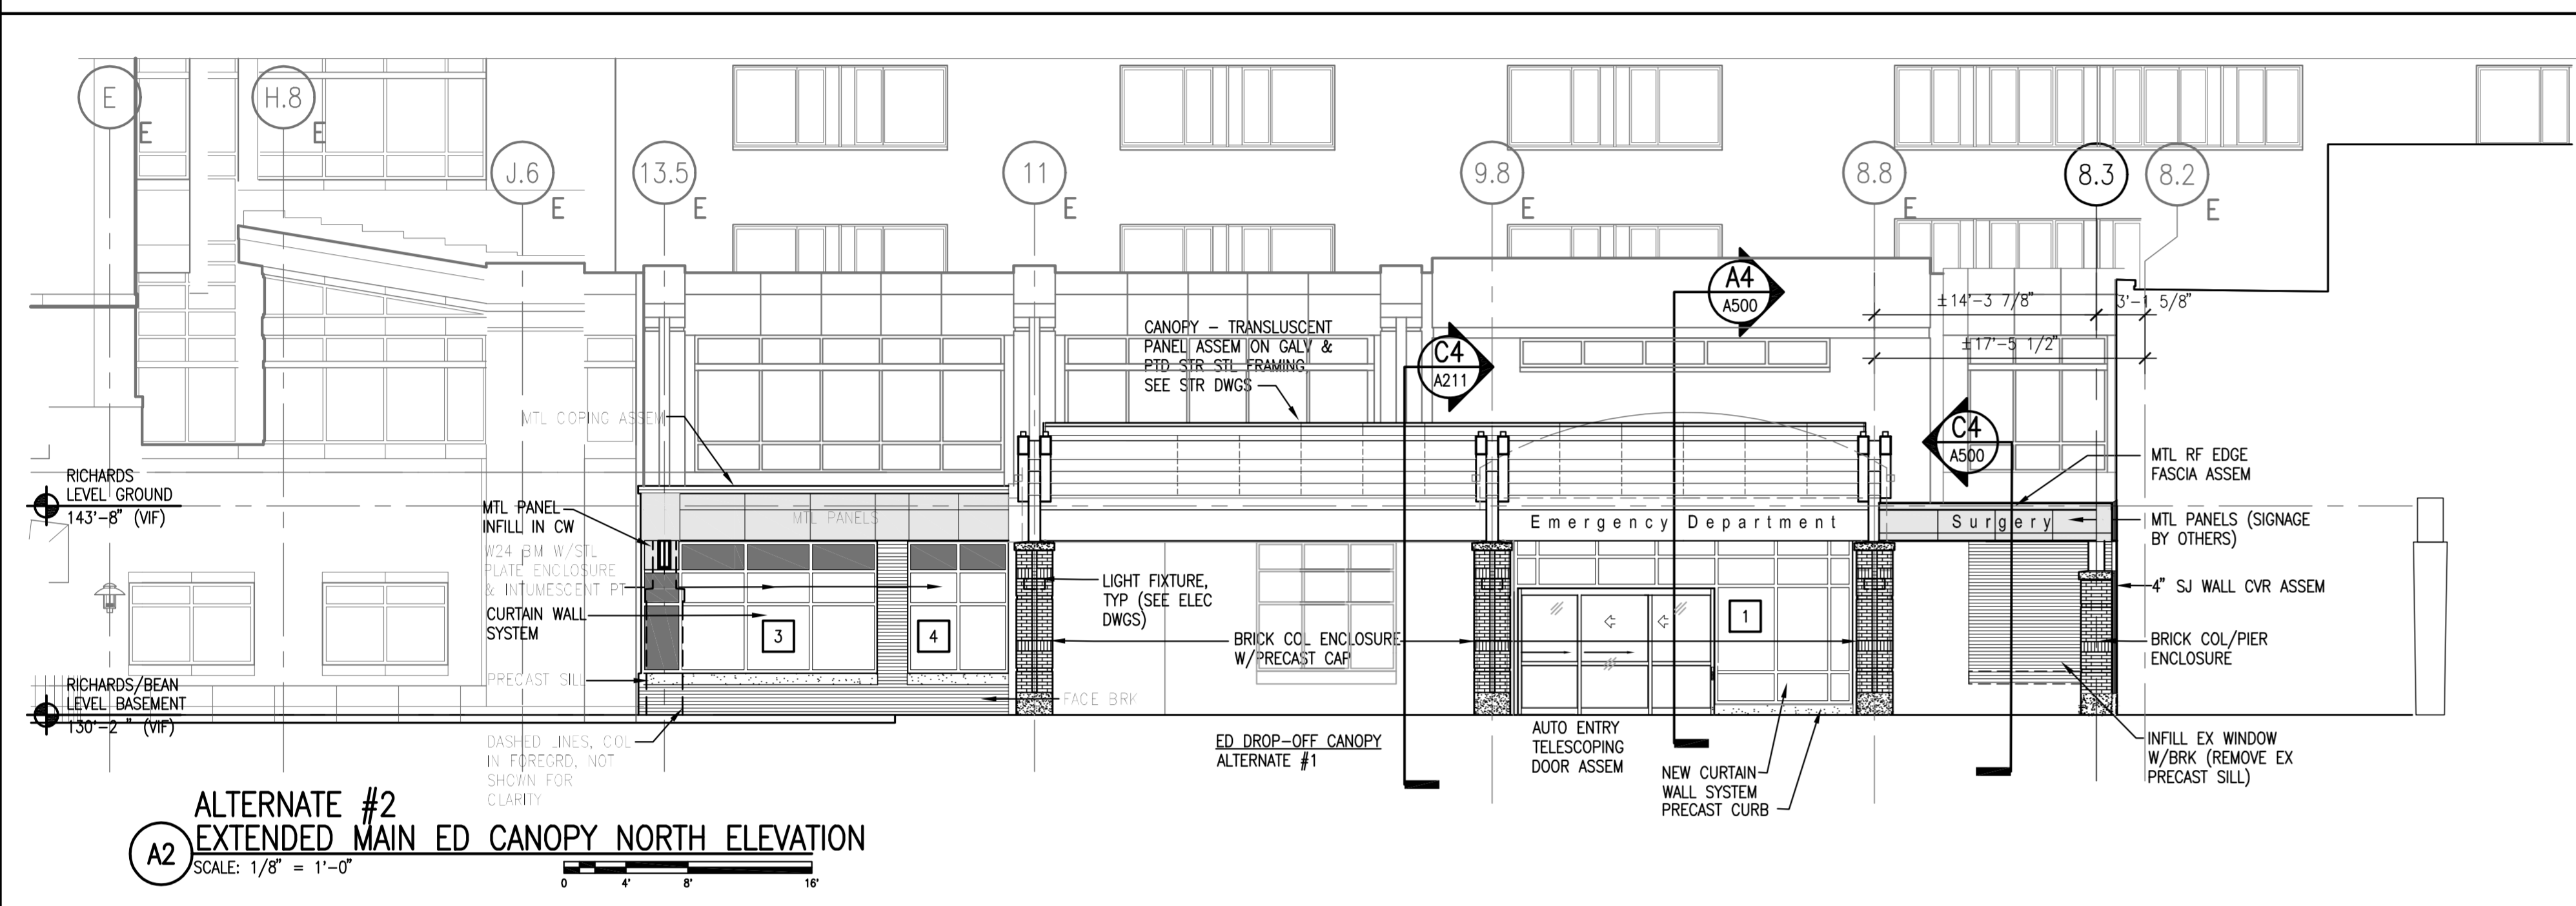 E
E
H.8
E
J.6
E
13.5
E
11
E
9.8
E
8.8
E
8.3
8.2
E
A4
A500
C4
A211
C4
A500
±14'-3 7/8"
3'-1 5/8"
±17'-5 1/2"
CANOPY - TRANSLUSCENT
PANEL ASSEM ON GALV &
PTD STR STL FRAMING,
SEE STR DWGS
MTL COPING ASSEM
RICHARDS
LEVEL GROUND
143'-8" (VIF)
MTL PANEL
INFILL IN CW
W24 BM W/STL
PLATE ENCLOSURE
& INTUMESCENT PT
CURTAIN WALL
SYSTEM
PRECAST SILL
MTL PANELS
3
4
1
Emergency Department
Surgery
LIGHT FIXTURE,
TYP (SEE ELEC
DWGS)
BRICK COL ENCLOSURE
W/PRECAST CAP
FACE BRK
MTL RF EDGE
FASCIA ASSEM
MTL PANELS (SIGNAGE
BY OTHERS)
4" SJ WALL CVR ASSEM
BRICK COL/PIER
ENCLOSURE
INFILL EX WINDOW
W/BRK (REMOVE EX
PRECAST SILL)
RICHARDS/BEAN
LEVEL BASEMENT
130'-2 " (VIF)
DASHED LINES, COL
IN FOREGRD, NOT
SHOWN FOR
CLARITY
ED DROP-OFF CANOPY
ALTERNATE #1
AUTO ENTRY
TELESCOPING
DOOR ASSEM
NEW CURTAIN
WALL SYSTEM
PRECAST CURB
A2
ALTERNATE #2
EXTENDED MAIN ED CANOPY NORTH ELEVATION
SCALE: 1/8" = 1'-0"
0 4' 8' 16'